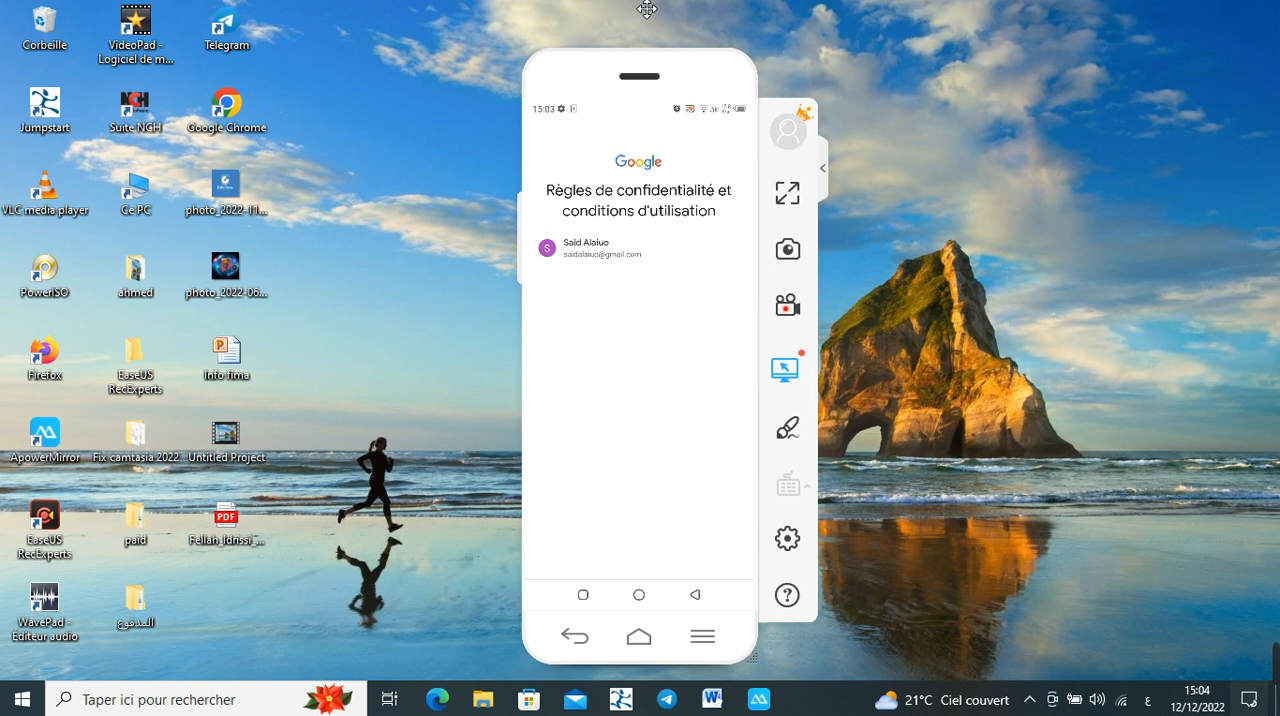 Corbeille
VideoPad -
Logiciel de m...
Telegram
Jumpstart
Suite NCH
Google Chrome
VLC media player
Ce PC
photo_2022-11...
PowerISO
ahmed
photo_2022-06...
Firefox
EaseUS
RecExperts
Info fima
ApowerMirror
Fix camtasia 2022
Untitled Project
EaseUS
RecExperts
paid
PDF
Fellah_Idrissi_...
WavePad -
Éditeur audio
المدفوع
15:03
Google
Règles de confidentialité et
conditions d'utilisation
S
Said Alaiuo
saidalaiiuo@gmail.com
Taper ici pour rechercher
21°C Ciel couvert
ع
15:04
12/12/2022